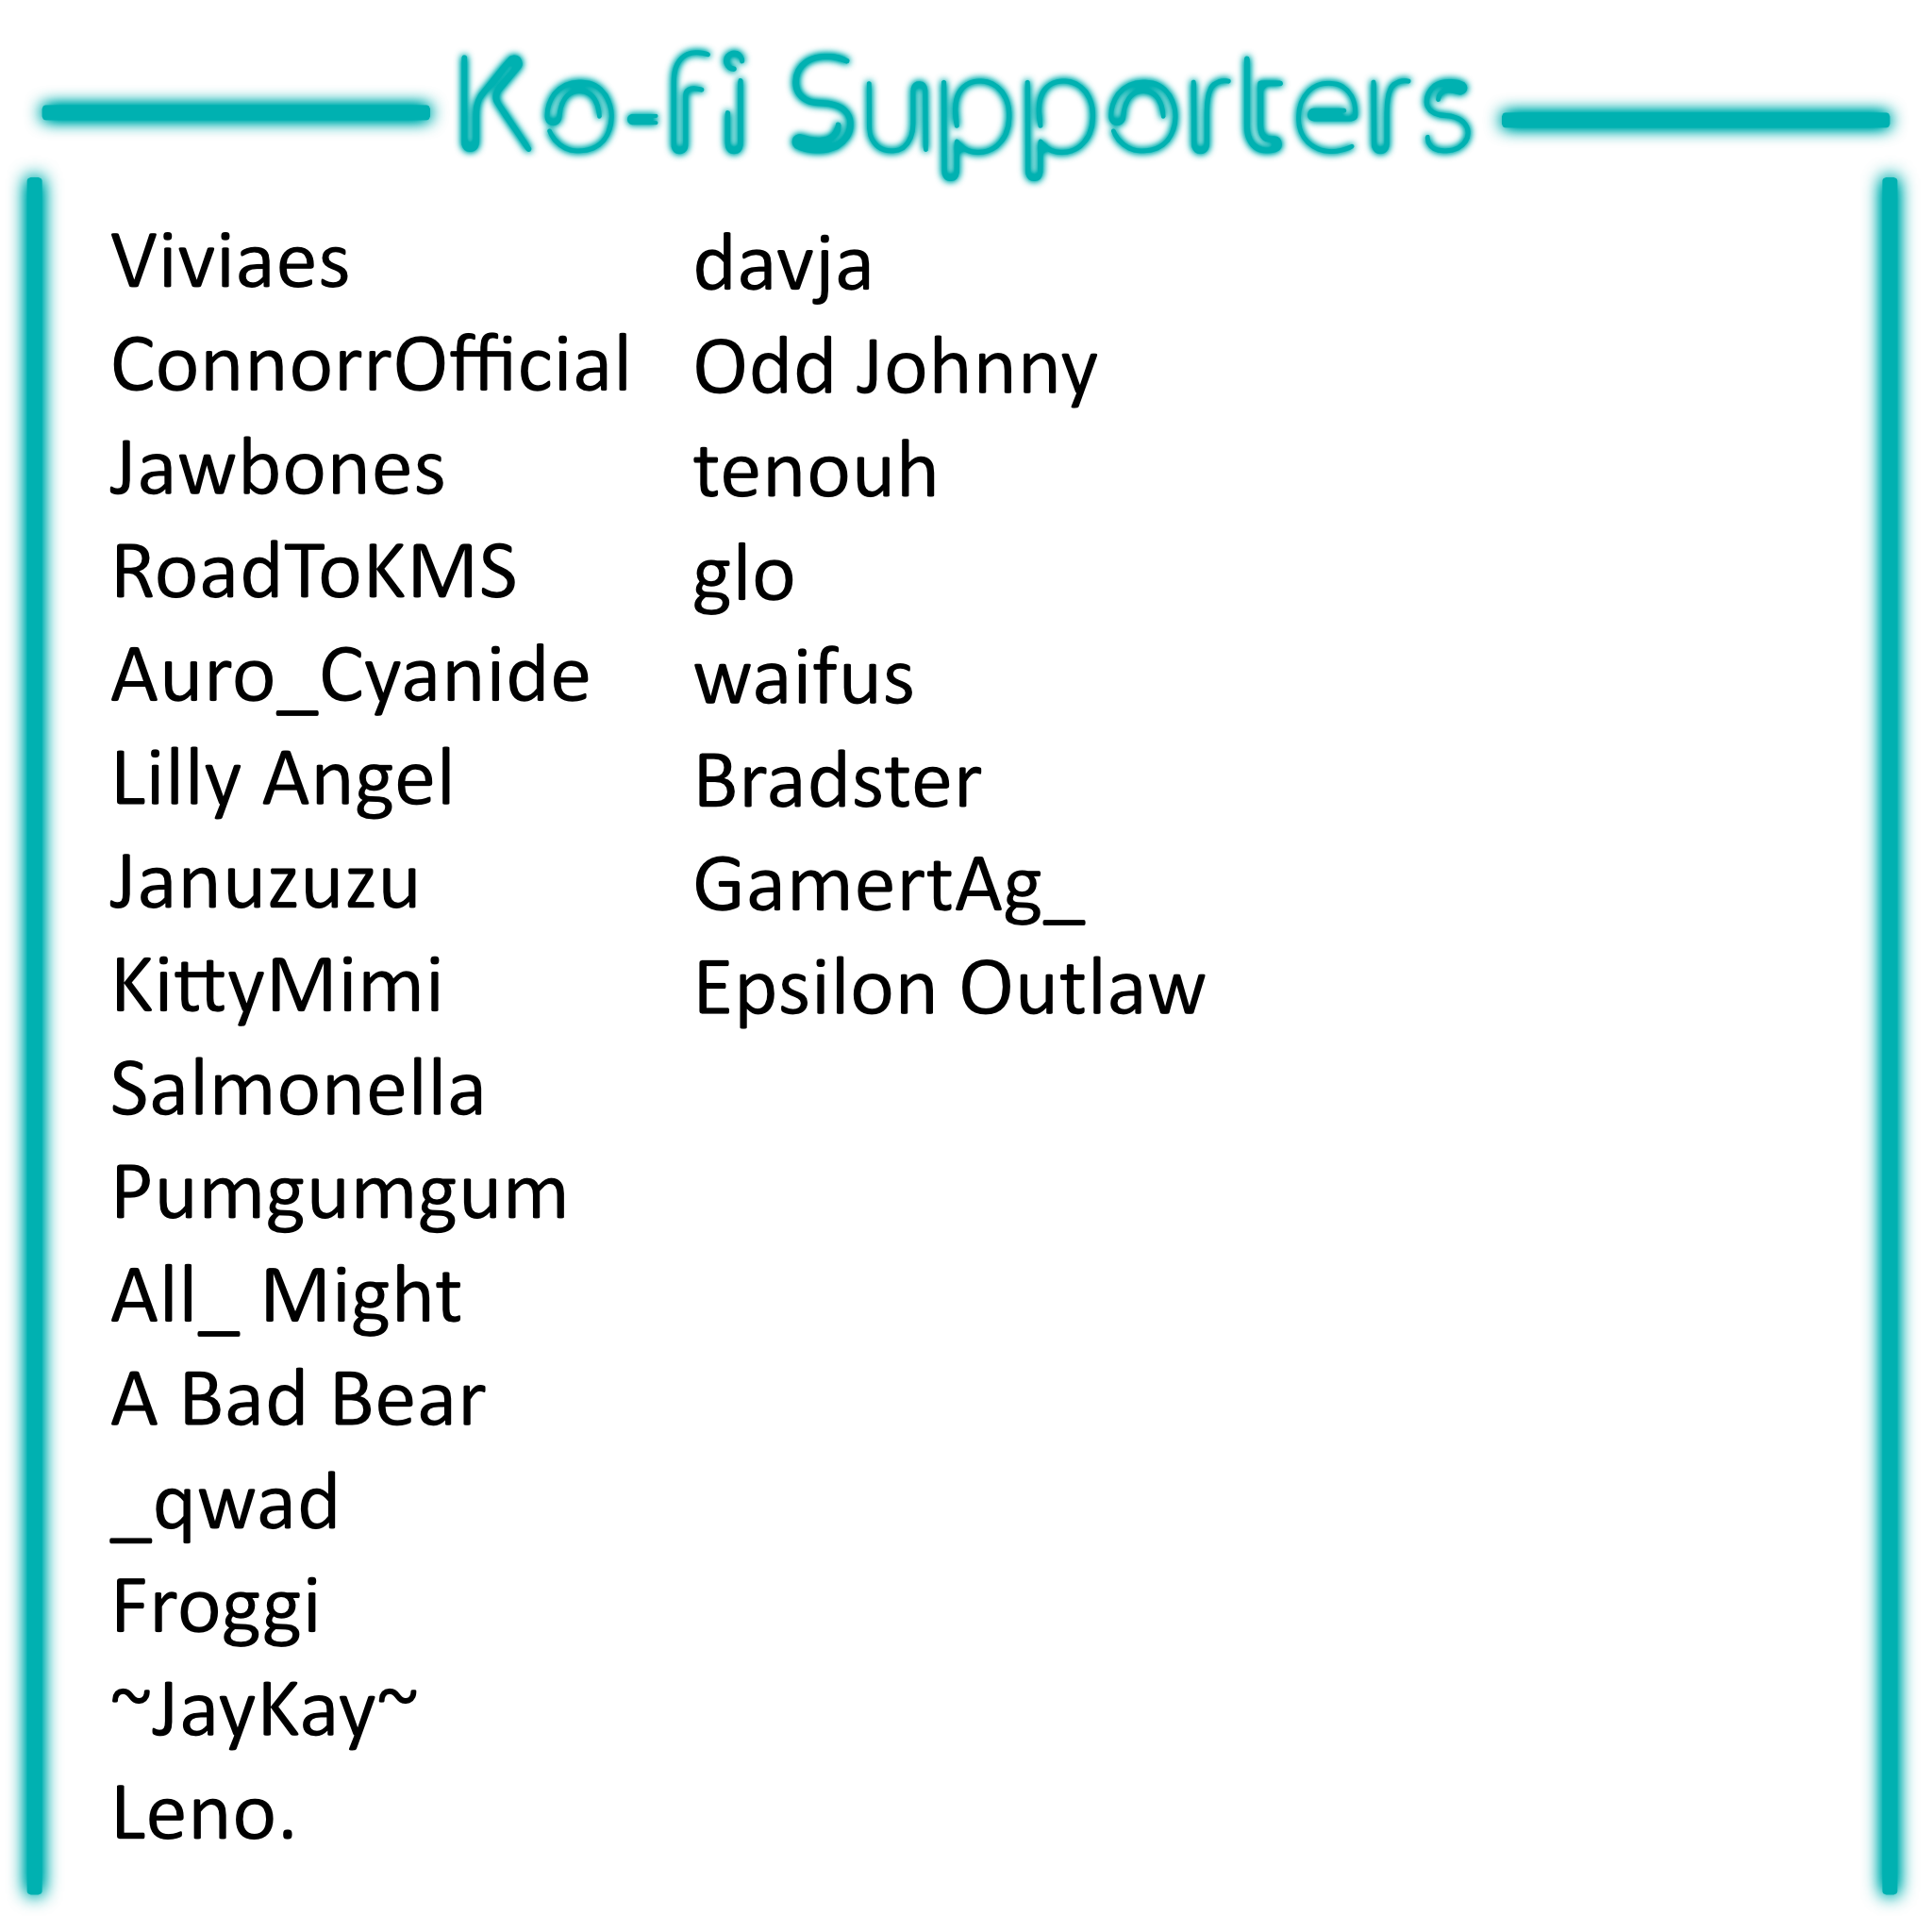 Ko-fi Supporters
Viviaes
ConnorrOfficial
Jawbones
RoadToKMS
Auro_Cyanide
Lilly Angel
Januzuzu
KittyMimi
Salmonella
Pumgumgum
All_ Might
A Bad Bear
_qwad
Froggi
~JayKay~
Leno.
davja
Odd Johnny
tenouh
glo
waifus
Bradster
GamertAg_
Epsilon Outlaw